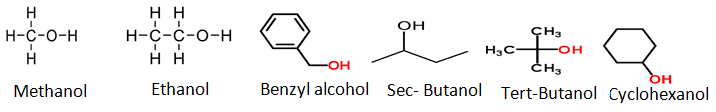 H
H-C-O-H
H
H H
H-C-C-O-H
H H
OH
OH
CH₃
H₃C OH
CH₃
OH
Methanol Ethanol Benzyl alcohol Sec- Butanol Tert-Butanol Cyclohexanol